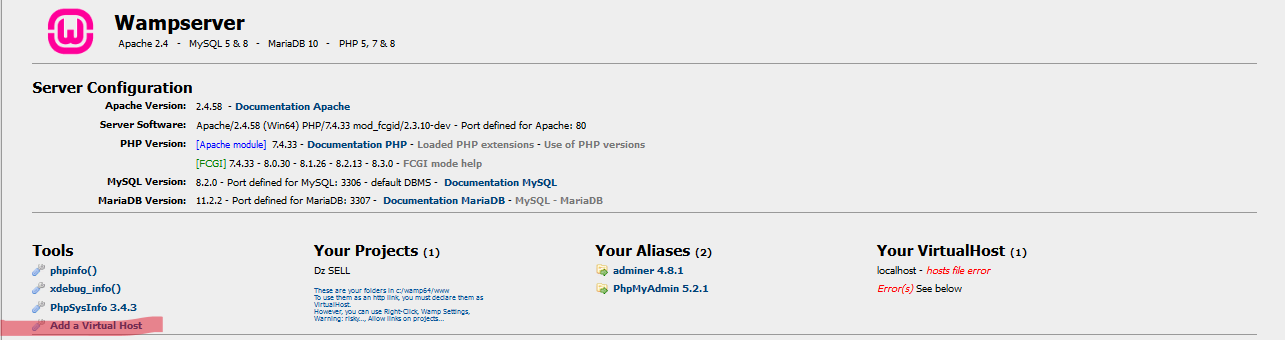 Wampserver
Apache 2.4 - MySQL 5 & 8 - MariaDB 10 - PHP 5, 7 & 8
Server Configuration
Apache Version: 2.4.58 - Documentation Apache
Server Software: Apache/2.4.58 (Win64) PHP/7.4.33 mod_fcgid/2.3.10-dev - Port defined for Apache: 80
PHP Version: [Apache module] 7.4.33 - Documentation PHP - Loaded PHP extensions - Use of PHP versions
[FCGI] 7.4.33 - 8.0.30 - 8.1.26 - 8.2.13 - 8.3.0 - FCGI mode help
MySQL Version: 8.2.0 - Port defined for MySQL: 3306 - default DBMS - Documentation MySQL
MariaDB Version: 11.2.2 - Port defined for MariaDB: 3307 - Documentation MariaDB - MySQL - MariaDB
Tools
phpinfo()
xdebug_info()
PhpSysInfo 3.4.3
Add a Virtual Host
Your Projects (1)
Dz SELL
These are your folders in c:/wamp64/www
To use them as an http link, you must declare them as
VirtualHost.
However, you can use Right-Click, Wamp Settings,
Warning: risky..., Allow links on projects...
Your Aliases (2)
adminer 4.8.1
PhpMyAdmin 5.2.1
Your VirtualHost (1)
localhost - hosts file error
Error(s) See below